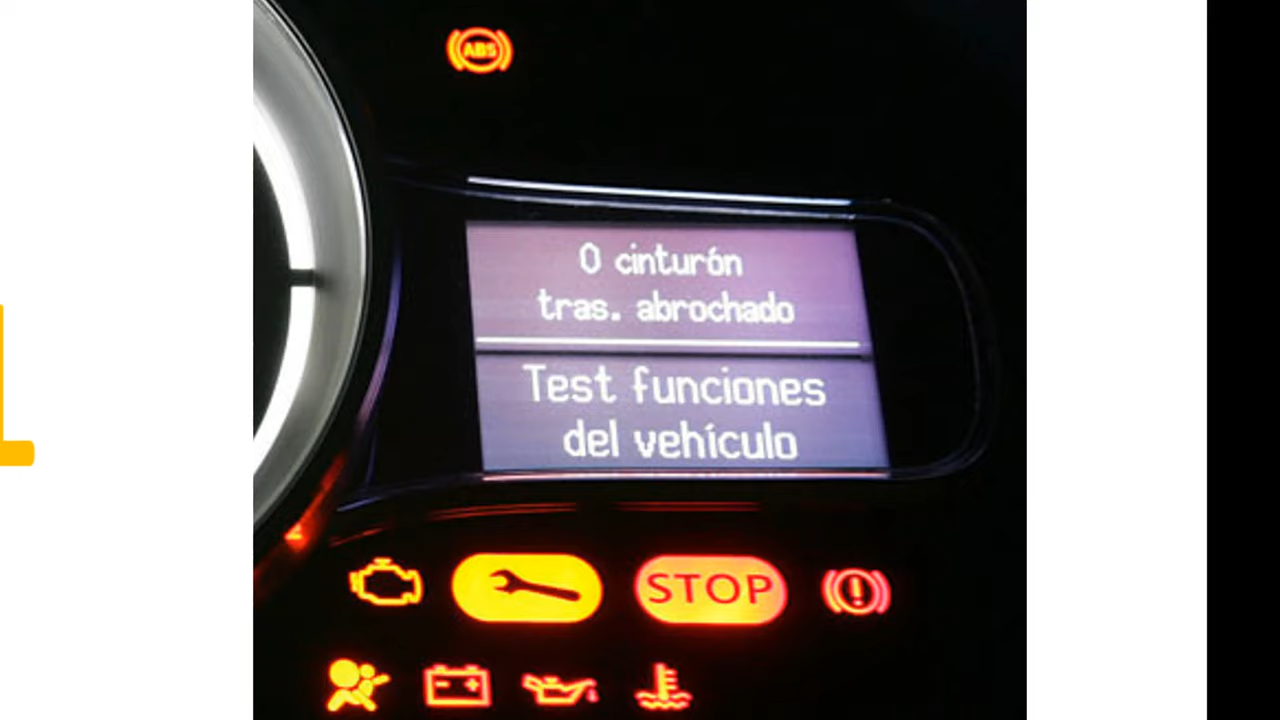 ABS
0 cinturón
tras. abrochado
Test funciones
del vehículo
STOP